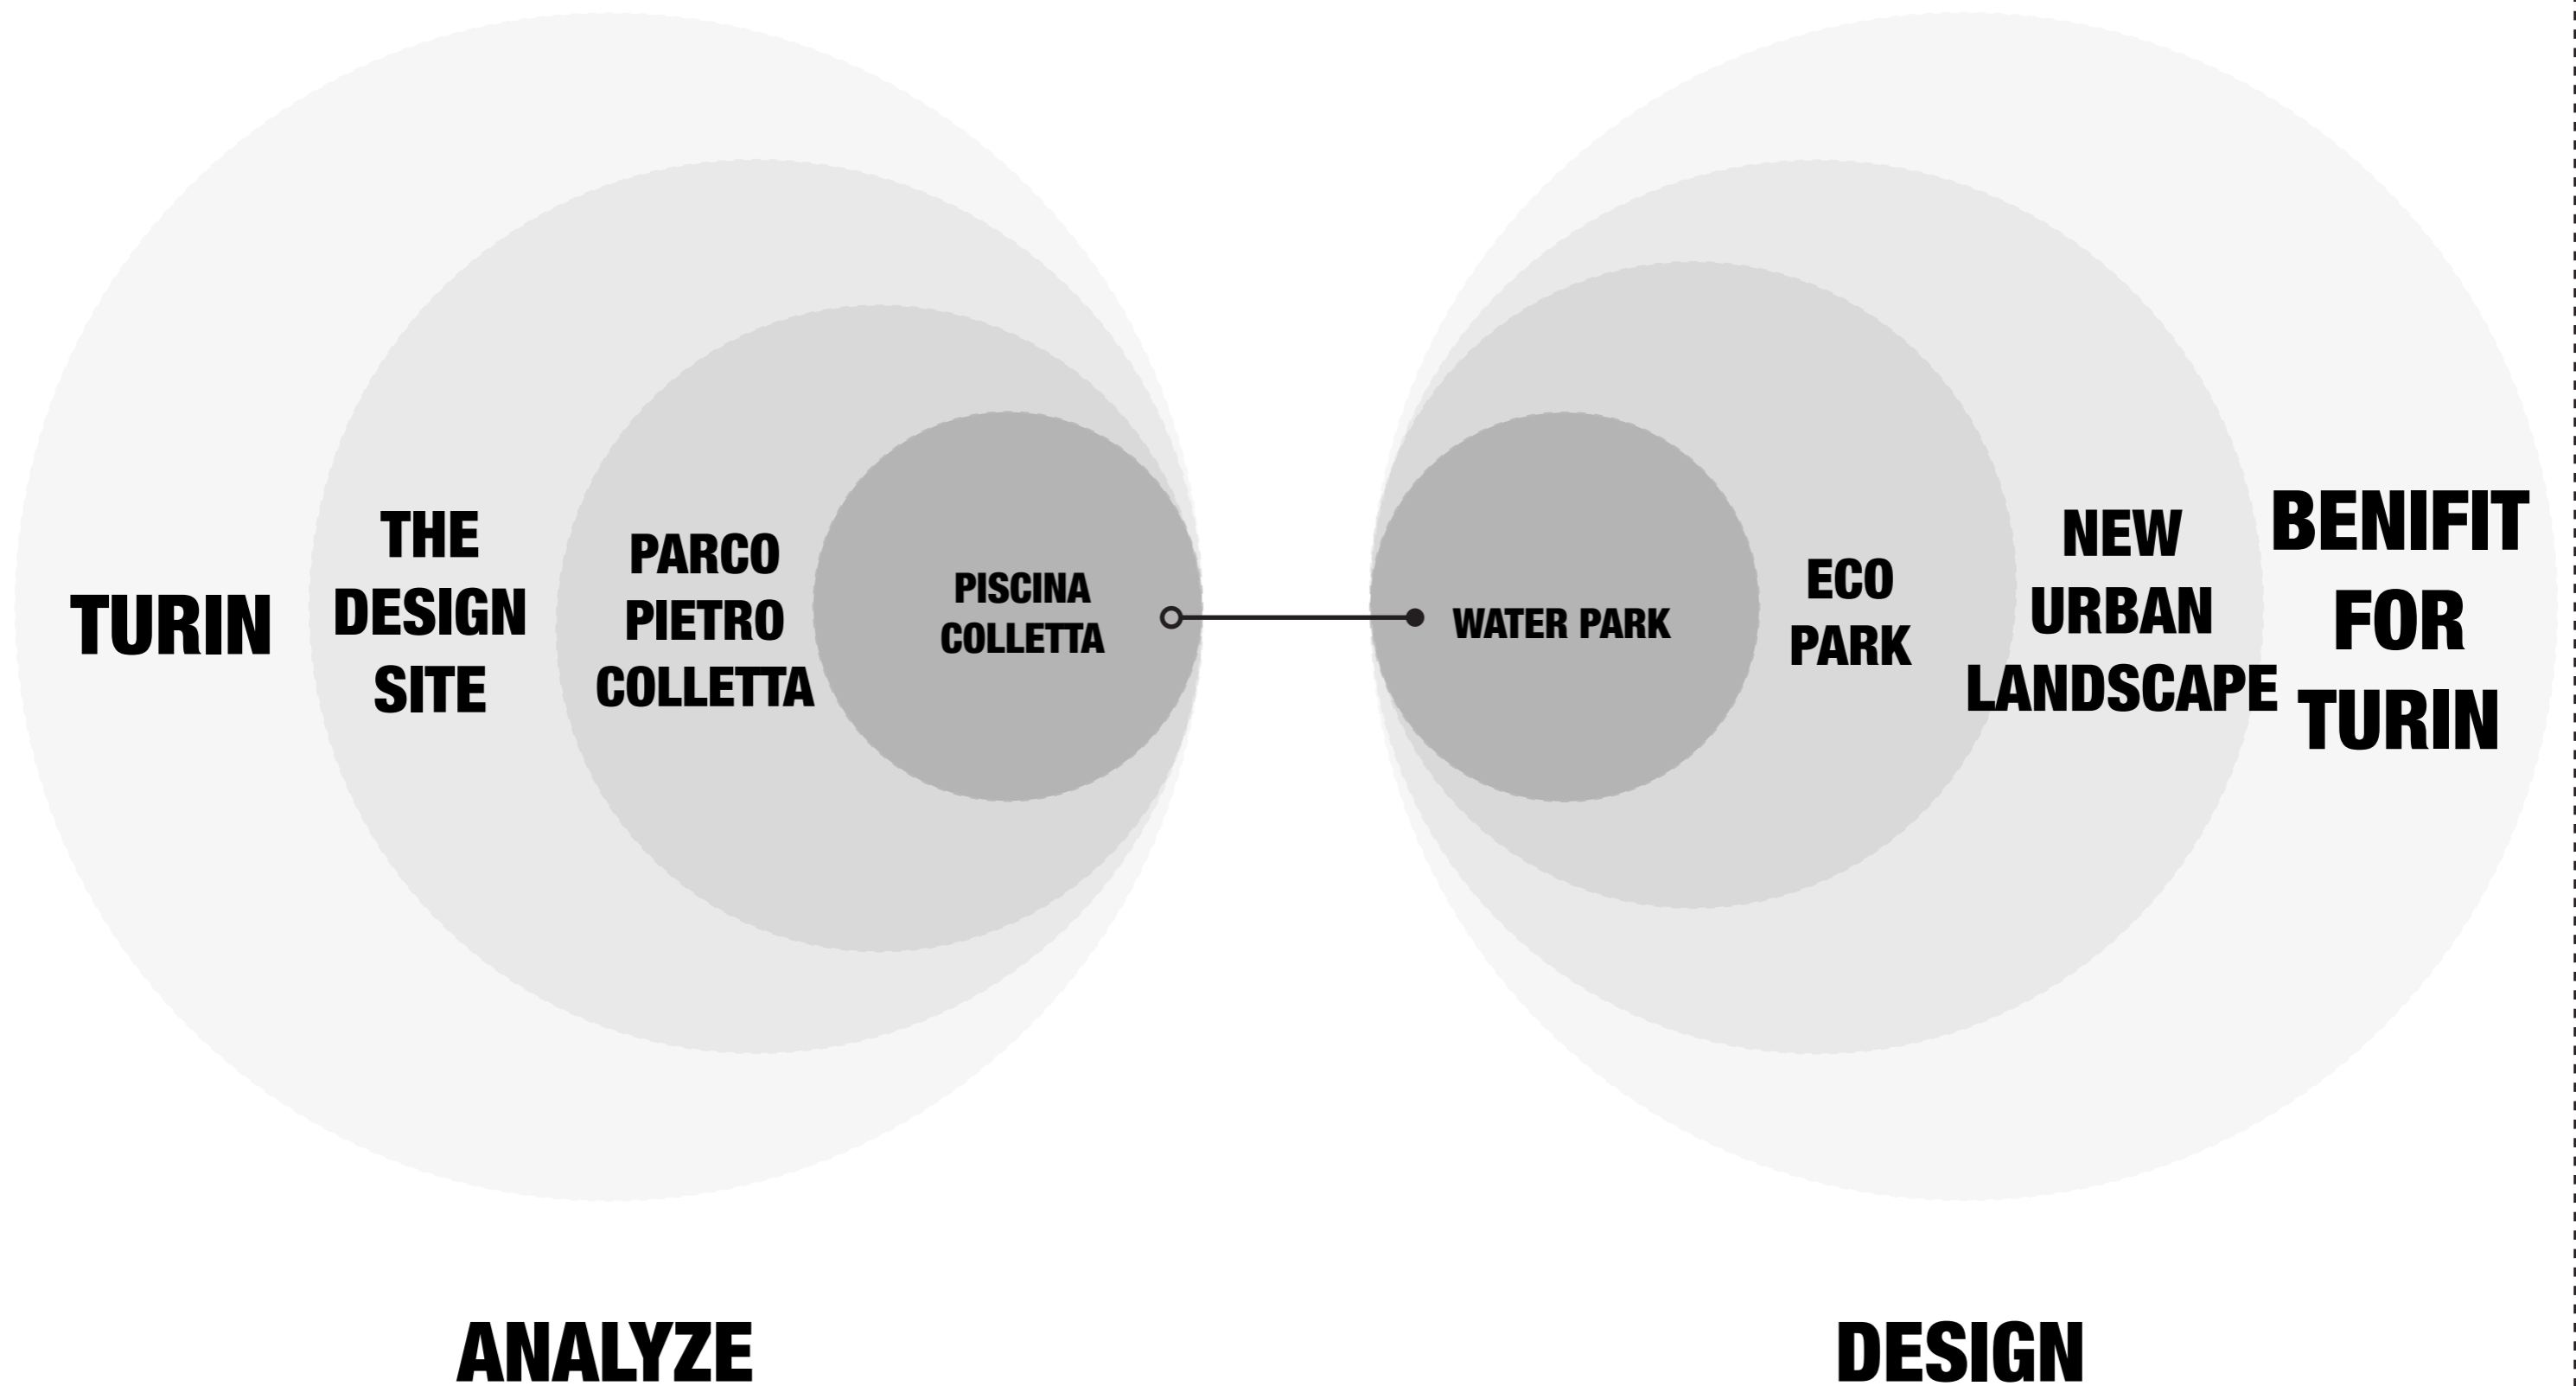 TURIN
THE
DESIGN
SITE
PARCO
PIETRO
COLLETTA
PISCINA
COLLETTA
WATER PARK
ECO
PARK
NEW
URBAN
LANDSCAPE
BENIFIT
FOR
TURIN
ANALYZE
DESIGN